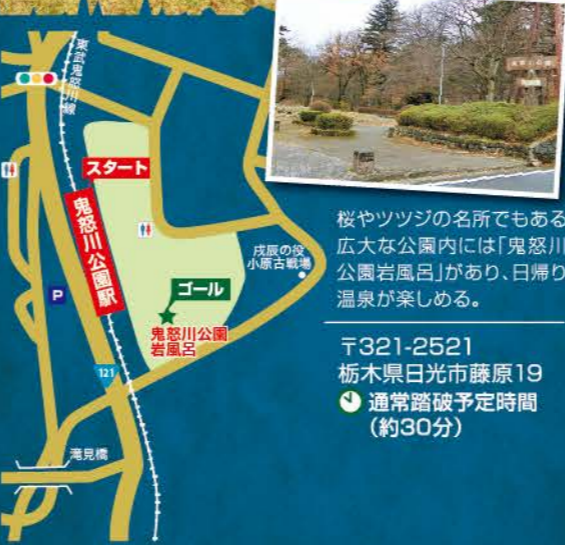 東武鬼怒川線
スタート
鬼怒川公園駅
P
戊辰の役
小原古戦場
ゴール
鬼怒川公園
岩風呂
121
滝見橋
桜やツツジの名所でもある
広大な公園内には「鬼怒川
公園岩風呂」があり、日帰り
温泉が楽しめる。
〒321-2521
栃木県日光市藤原19
通常踏破予定時間
(約30分)